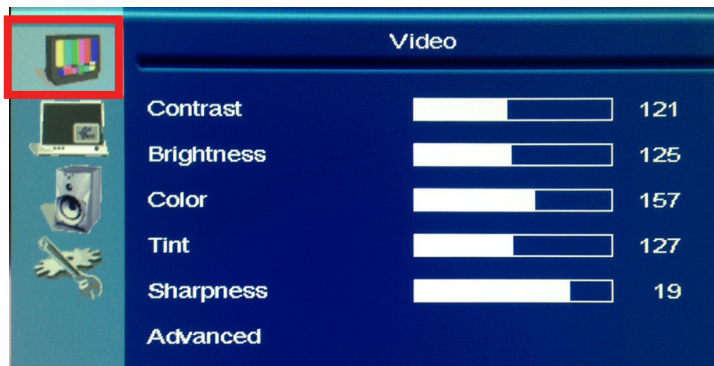 Video
Contrast 121
Brightness 125
Color 157
Tint 127
Sharpness 19
Advanced